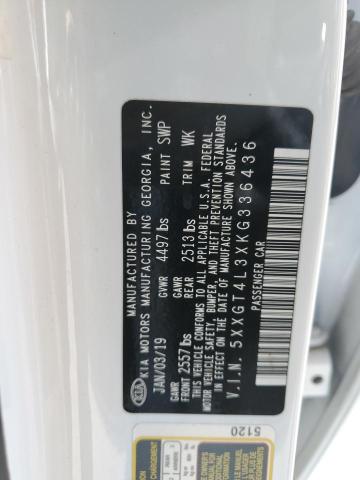 MANUFACTURED BY
KIA KIA MOTORS MANUFACTURING GEORGIA, INC.
JAN/03/19 GVWR 4497lbs PAINT SWP
GAWR FRONT 2557lbs GAWR REAR 2513lbs TRIM WK
THIS VEHICLE CONFORMS TO ALL APPLICABLE U.S.A. FEDERAL
MOTOR VEHICLE SAFETY, BUMPER, AND THEFT PREVENTION STANDARDS
IN EFFECT ON THE DATE OF MANUFACTURE SHOWN ABOVE.
V.I.N. 5XXGT4L3XKG336436
PASSENGER CAR
5120